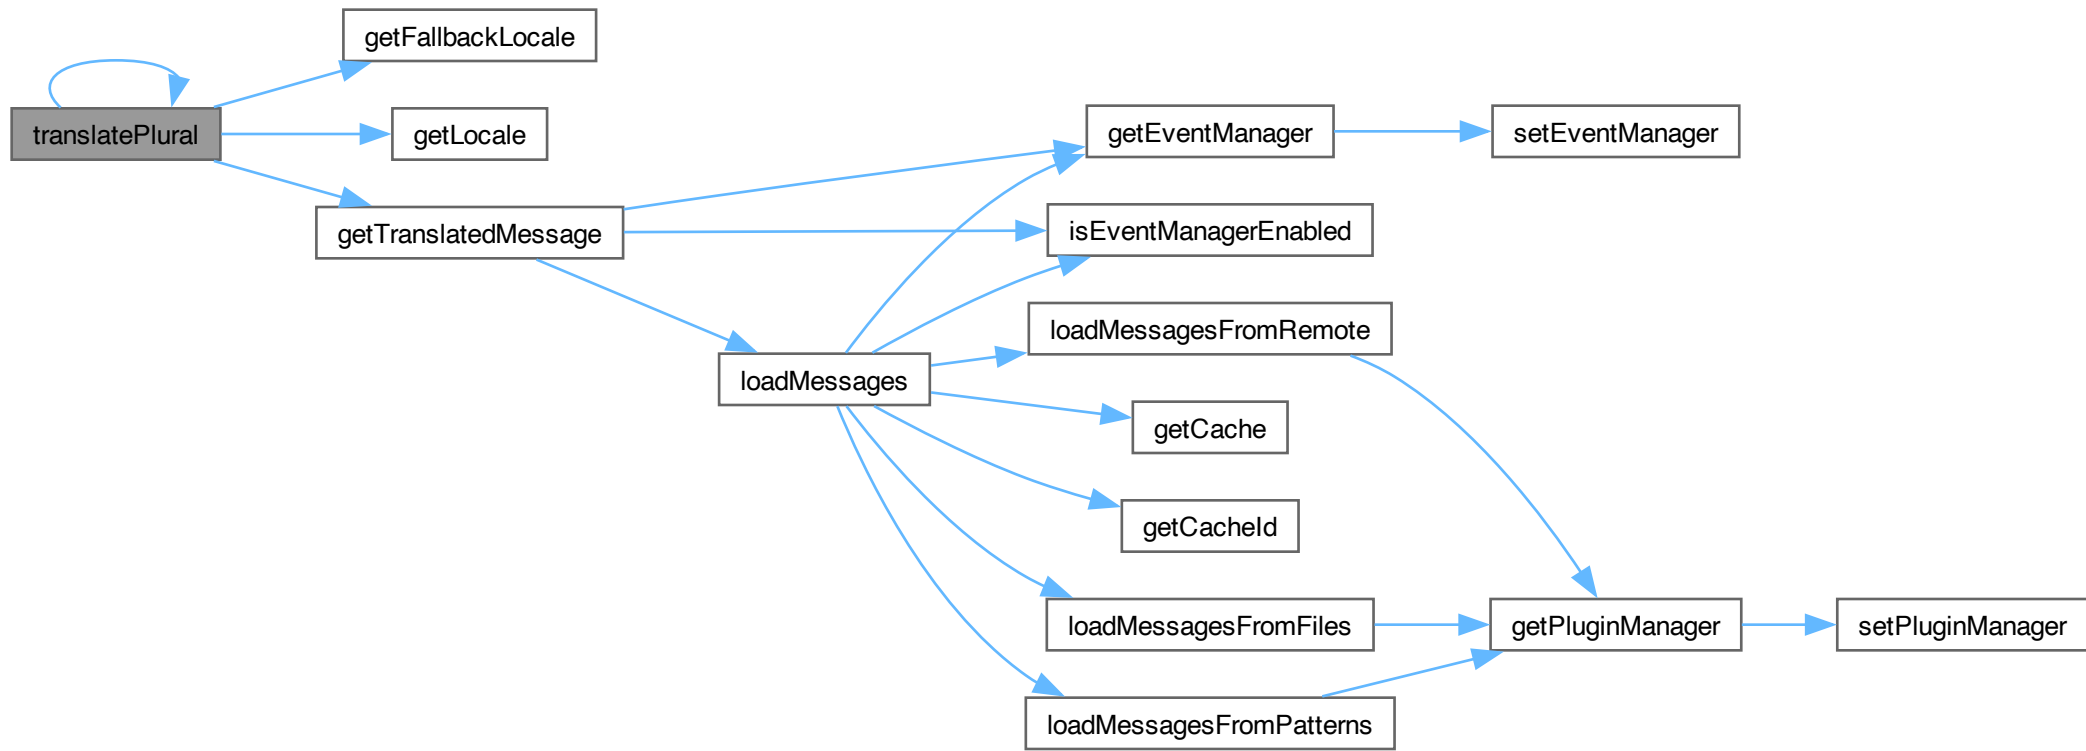 translatePlural
getFallbackLocale
getLocale
getTranslatedMessage
loadMessages
getEventManager
setEventManager
isEventManagerEnabled
loadMessagesFromRemote
getCache
getCacheId
loadMessagesFromFiles
getPluginManager
setPluginManager
loadMessagesFromPatterns